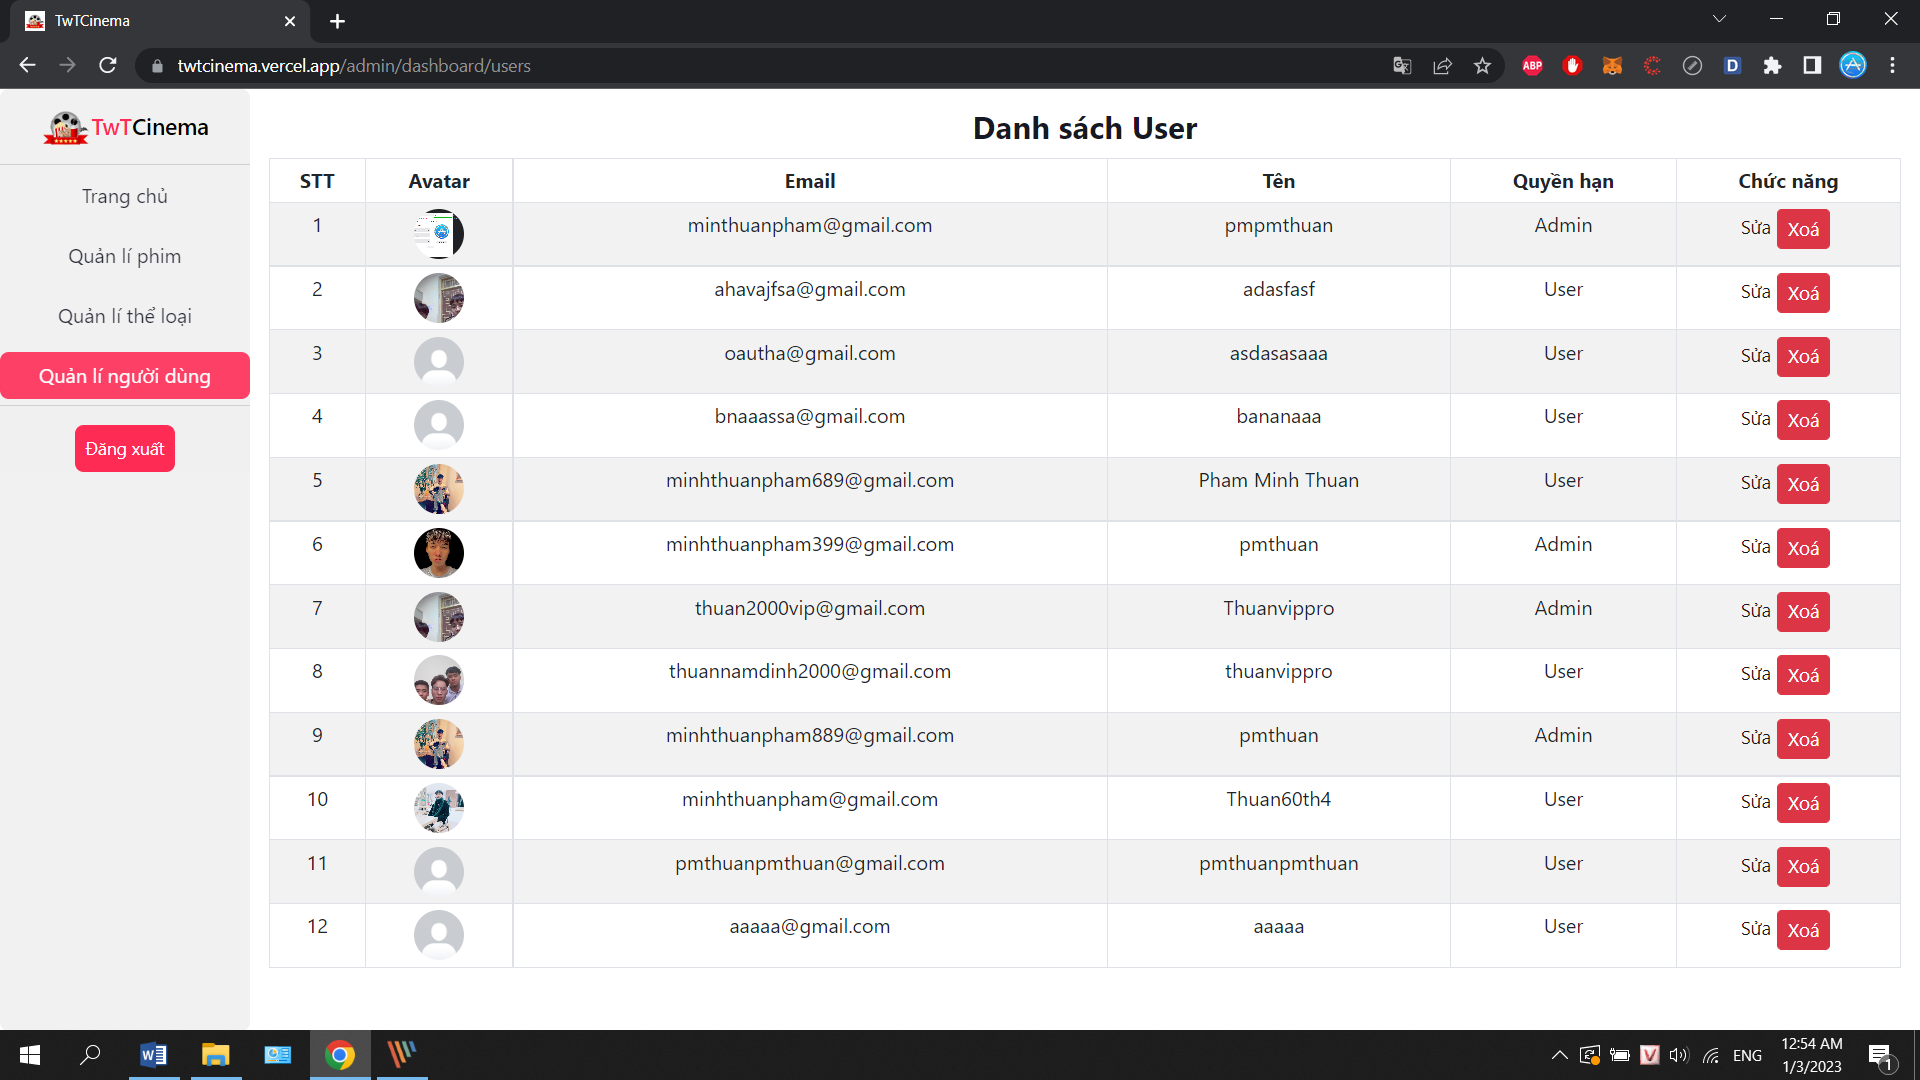 TwTCinema
twtcinema.vercel.app/admin/dashboard/users
ABP
D
TwTCinema
Trang chủ
Quản lí phim
Quản lí thể loại
Quản lí người dùng
Đăng xuất
Danh sách User
STT Avatar Email Tên Quyền hạn Chức năng
1 minthuanpham@gmail.com pmpmthuan Admin Sửa Xoá
2 ahavajfsa@gmail.com adasfasf User Sửa Xoá
3 oautha@gmail.com asdasasaaa User Sửa Xoá
4 bnaaassa@gmail.com bananaaa User Sửa Xoá
5 minhthuanpham689@gmail.com Pham Minh Thuan User Sửa Xoá
6 minhthuanpham399@gmail.com pmthuan Admin Sửa Xoá
7 thuan2000vip@gmail.com Thuanvippro Admin Sửa Xoá
8 thuannamdinh2000@gmail.com thuanvippro User Sửa Xoá
9 minhthuanpham889@gmail.com pmthuan Admin Sửa Xoá
10 minhthuanpham@gmail.com Thuan60th4 User Sửa Xoá
11 pmthuanpmthuan@gmail.com pmthuanpmthuan User Sửa Xoá
12 aaaaa@gmail.com aaaaa User Sửa Xoá
ENG
12:54 AM
1/3/2023
1